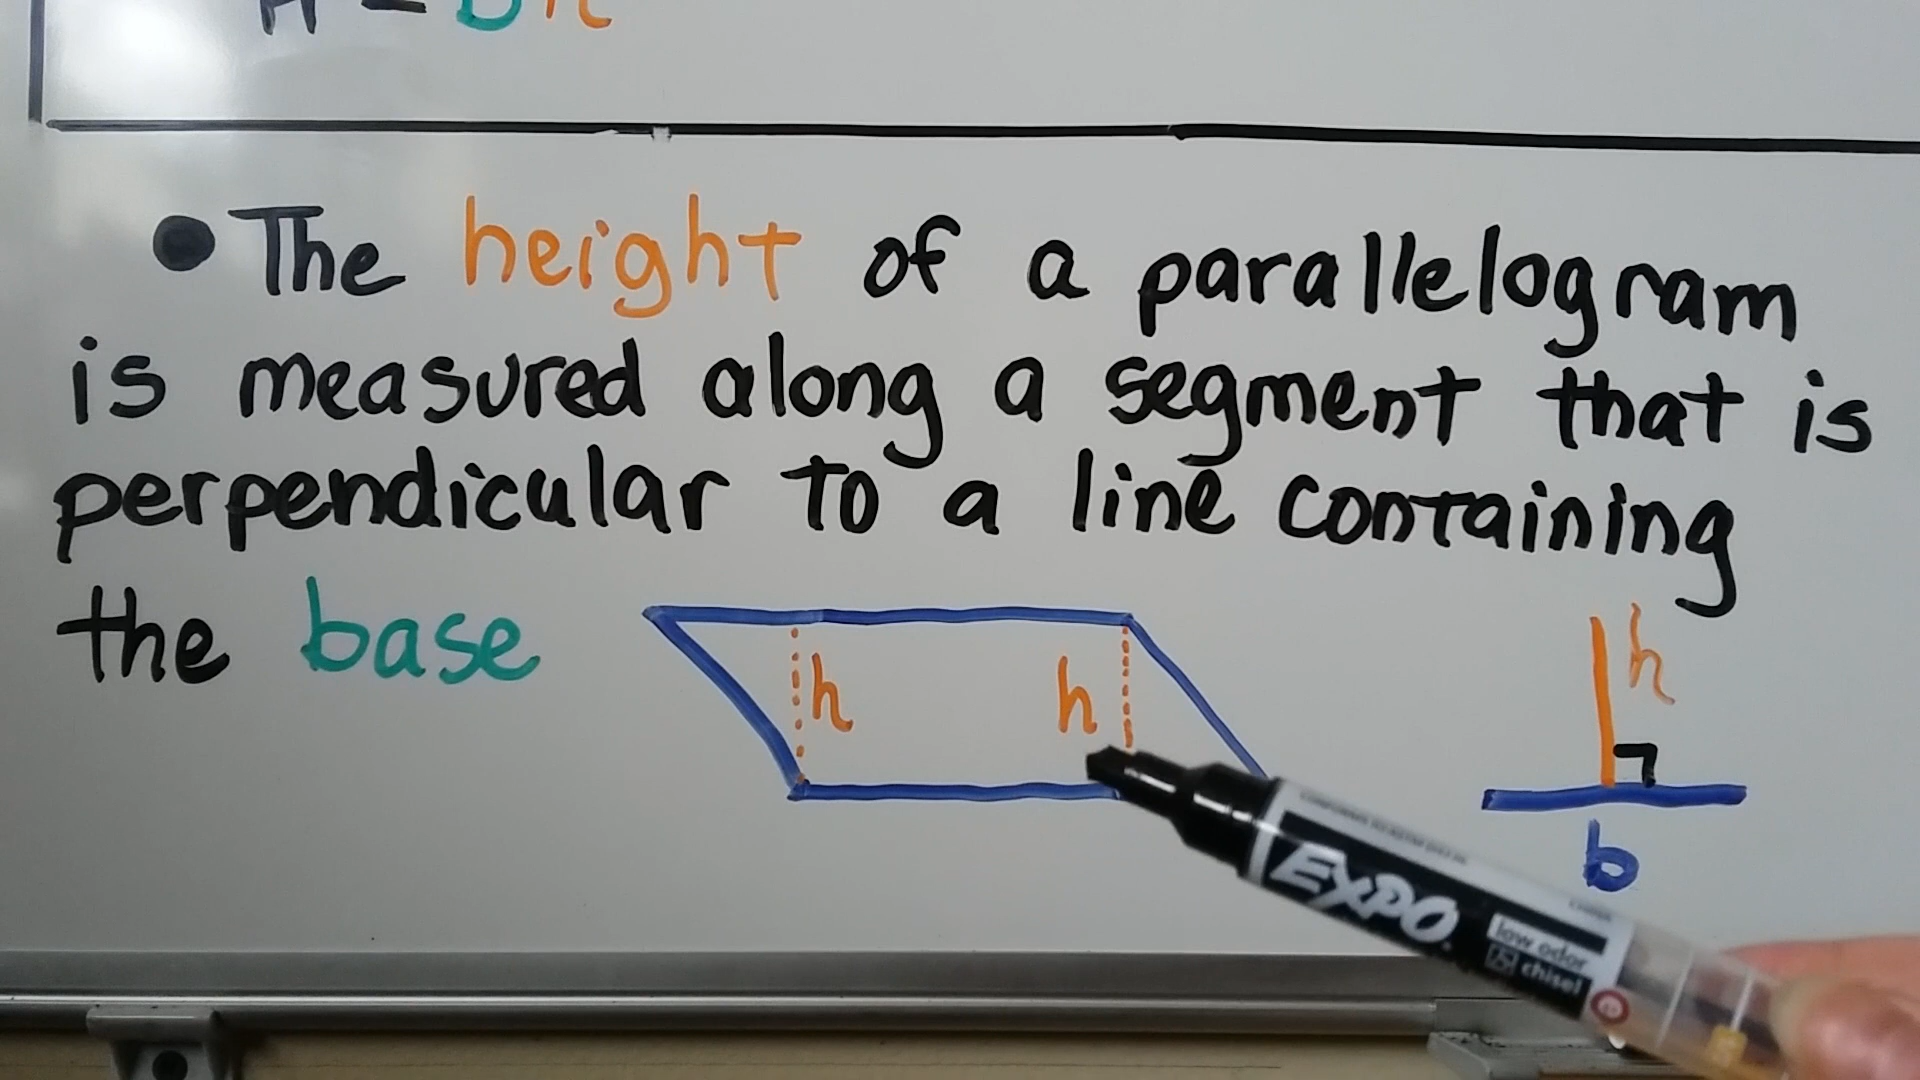 A = bh
• The height of a parallelogram
is measured along a segment that is
perpendicular to a line containing
the base
h h
h
b
EXPO
low odor
chisel